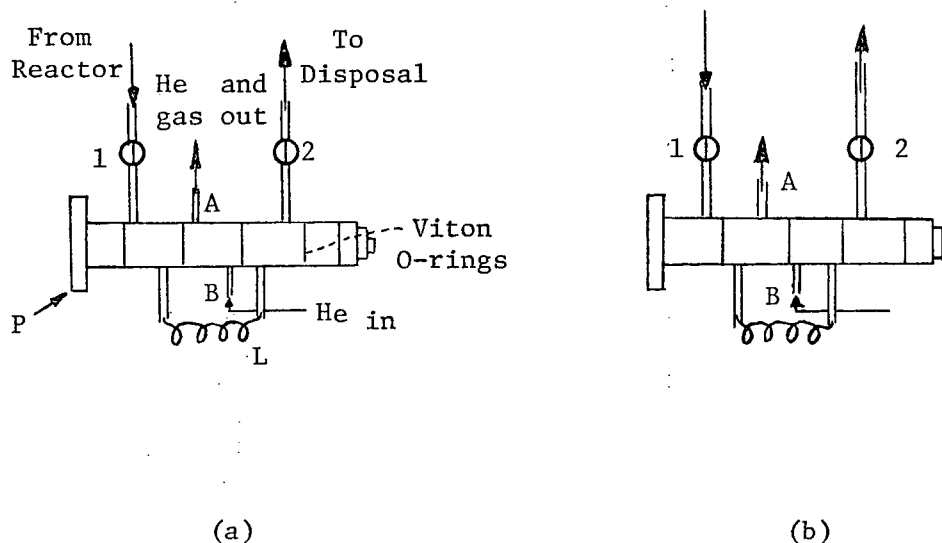 From
Reactor
He and
gas out
To
Disposal
1
2
A
Viton
O-rings
B
He in
P
L
(a)
1
2
A
B
(b)